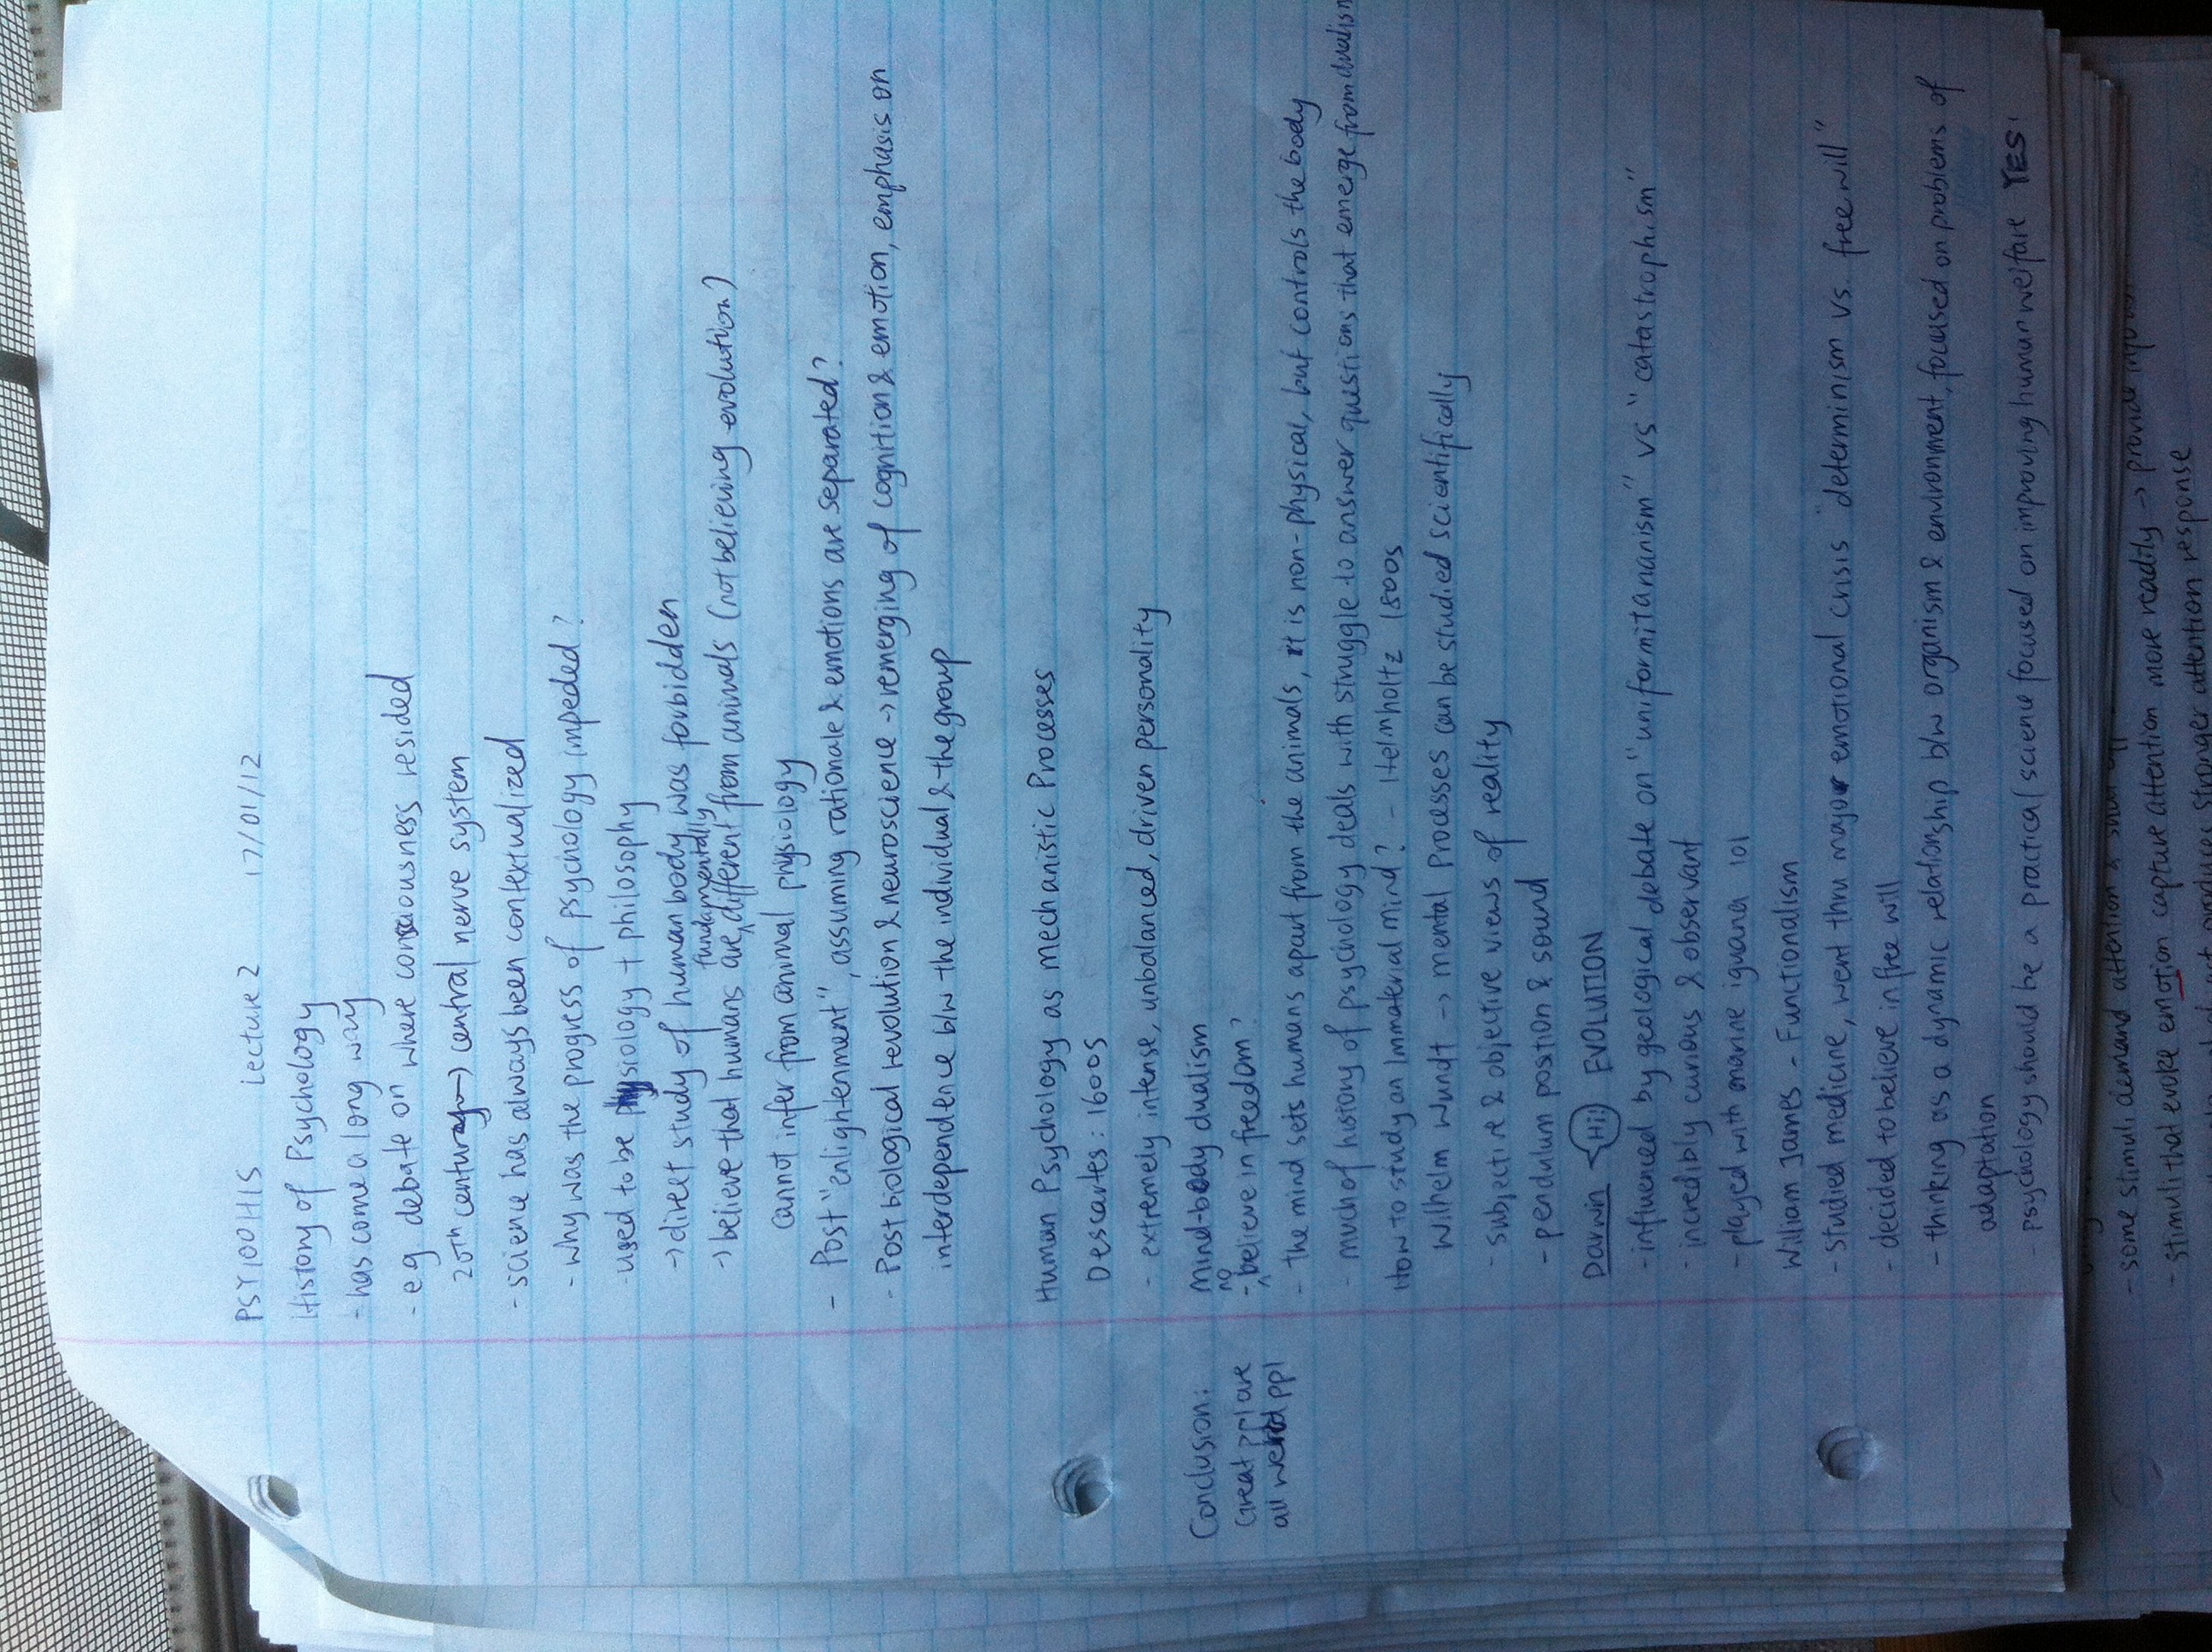 PSY100H1S Lecture 2 17/01/12
History of Psychology
- has come a long way
- eg debate on where consciousness resided
20th century → central nerve system
- science has always been contextualized
- why was the progress of psychology impeded?
- used to be physiology + philosophy
→ direct study of human body was forbidden
fundamentally
→ believe that humans are ^ different from animals (not believing evolution)
cannot infer from animal physiology
- Post "enlightenment", assuming rationale & emotions are separated?
- Post biological revolution & neuroscience → remerging of cognition & emotion, emphasis on
interdependence b/w the individual & the group
Human Psychology as mechanistic Processes
Descartes: 1600s
- extremely intense, unbalanced, driven personality
Conclusion:
Great ppl are
all weird ppl
mind-body dualism
no
- ^ believe in freedom?
- the mind sets humans apart from the animals, it is non-physical, but controls the body
- much of history of psychology deals with struggle to answer questions that emerge from dualism
How to study an Immaterial mind? - Helmholtz 1800s
Wilhelm Wundt → mental processes can be studied scientifically
- subjective & objective views of reality
- pendulum position & sound
Darwin Hi! EVOLUTION
- influenced by geological debate on "uniformitananism" vs "catastrophism"
- incredibly curious & observant
- played with marine iguana lol
William James - Functionalism
- studied medicine, went thru major emotional crisis "determinism vs. free will"
- decided to believe in free will
- thinking as a dynamic relationship b/w organism & environment, focused on problems of
adaptation
- psychology should be a practical science focused on improving human welfare YES!
- some stimuli demand attention &
- stimuli that evoke emotion capture attention more readily → provide
stronger attention response